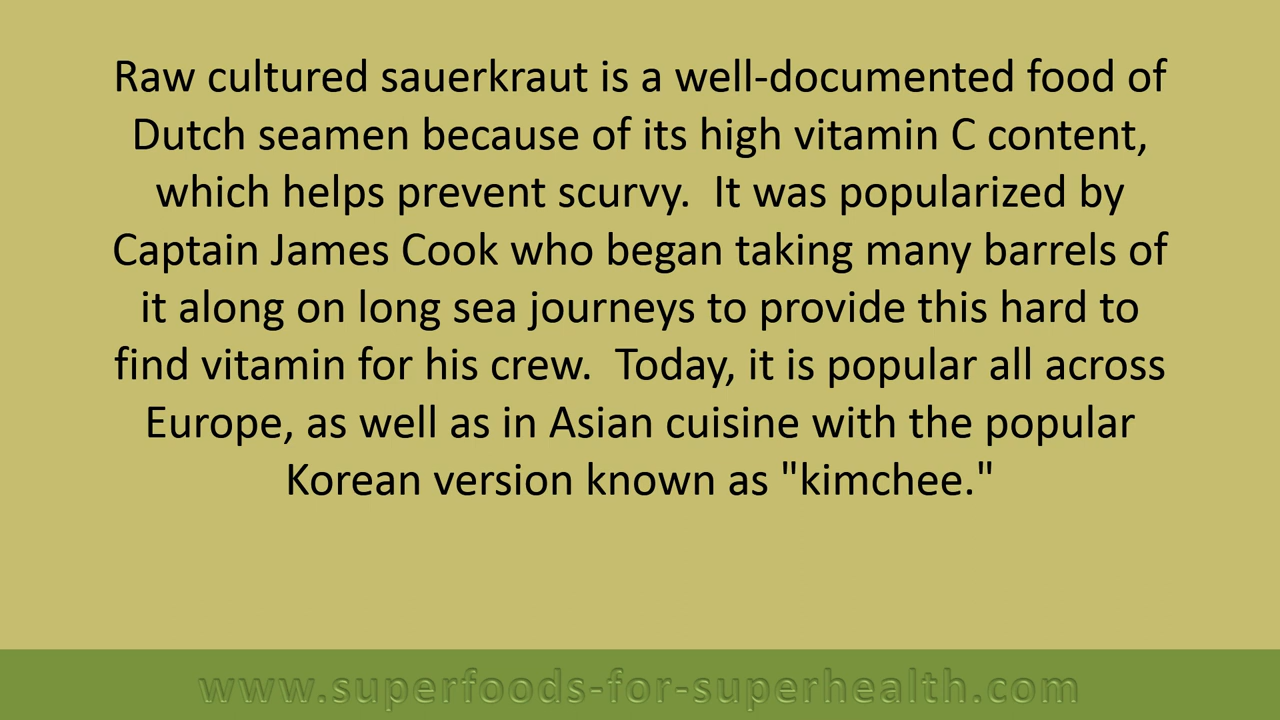 Raw cultured sauerkraut is a well-documented food of
Dutch seamen because of its high vitamin C content,
which helps prevent scurvy.  It was popularized by
Captain James Cook who began taking many barrels of
it along on long sea journeys to provide this hard to
find vitamin for his crew.  Today, it is popular all across
Europe, as well as in Asian cuisine with the popular
Korean version known as "kimchee."
www.superfoods-for-superhealth.com